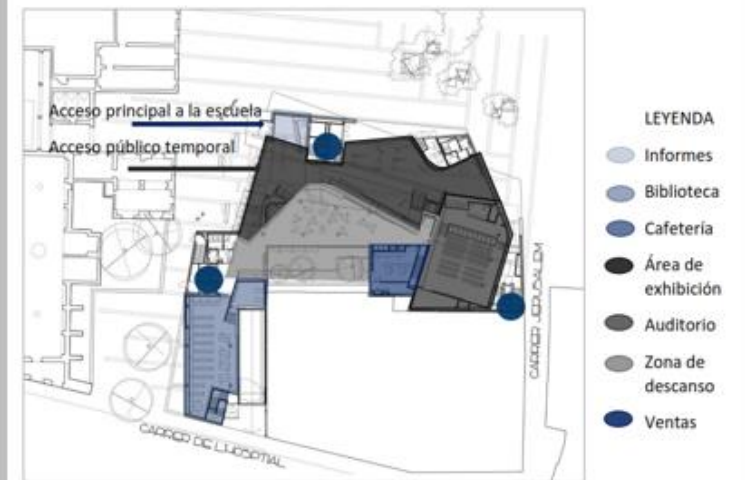 Acceso principal a la escuela
Acceso público temporal
LEYENDA
Informes
Biblioteca
Cafetería
Área de
exhibición
Auditorio
Zona de
descanso
Ventas
CARRER JERUSALEM
CARRER DE L'HOSPTIAL